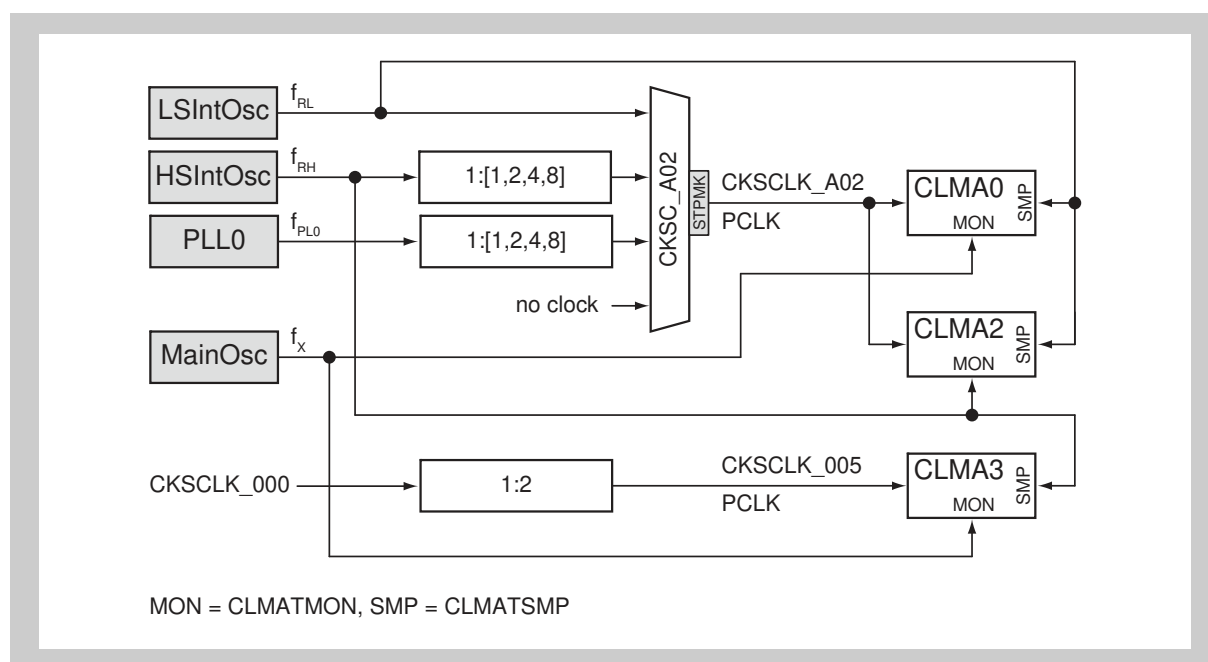 LSIntOsc
fRL
HSIntOsc
fRH
1:[1,2,4,8]
PLL0
fPL0
1:[1,2,4,8]
no clock
CKSC_A02
STPMK
CKSCLK_A02
PCLK
CLMA0
MON
SMP
CLMA2
MON
SMP
MainOsc
fX
CKSCLK_000
1:2
CKSCLK_005
PCLK
CLMA3
MON
SMP
MON = CLMATMON, SMP = CLMATSMP